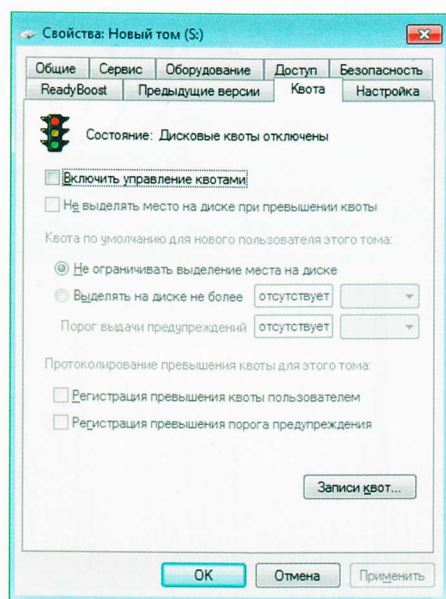 Свойства: Новый том (S:)
Общие Сервис Оборудование Доступ Безопасность
ReadyBoost Предыдущие версии Квота Настройка
Состояние: Дисковые квоты отключены
Включить управление квотами
Не выделять место на диске при превышении квоты
Квота по умолчанию для нового пользователя этого тома:
Не ограничивать выделение места на диске
Выделять на диске не более отсутствует
Порог выдачи предупреждений отсутствует
Протоколирование превышения квоты для этого тома:
Регистрация превышения квоты пользователем
Регистрация превышения порога предупреждения
Записи квот...
OK Отмена Применить